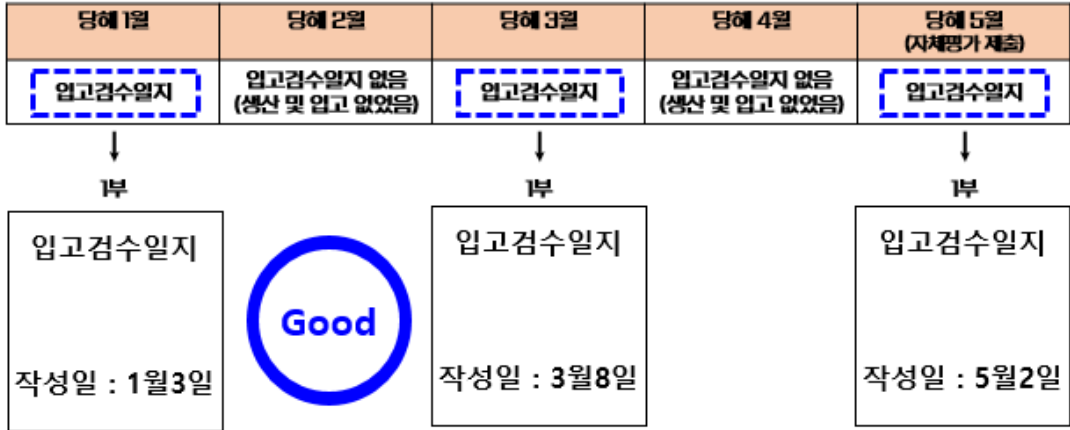 당해 1월
당해 2월
당해 3월
당해 4월
당해 5월
(자체평가 제출)
입고검수일지
입고검수일지 없음
(생산 및 입고 없었음)
입고검수일지
입고검수일지 없음
(생산 및 입고 없었음)
입고검수일지
↓
↓
↓
1부
1부
1부
입고검수일지
작성일 : 1월3일
Good
입고검수일지
작성일 : 3월8일
입고검수일지
작성일 : 5월2일